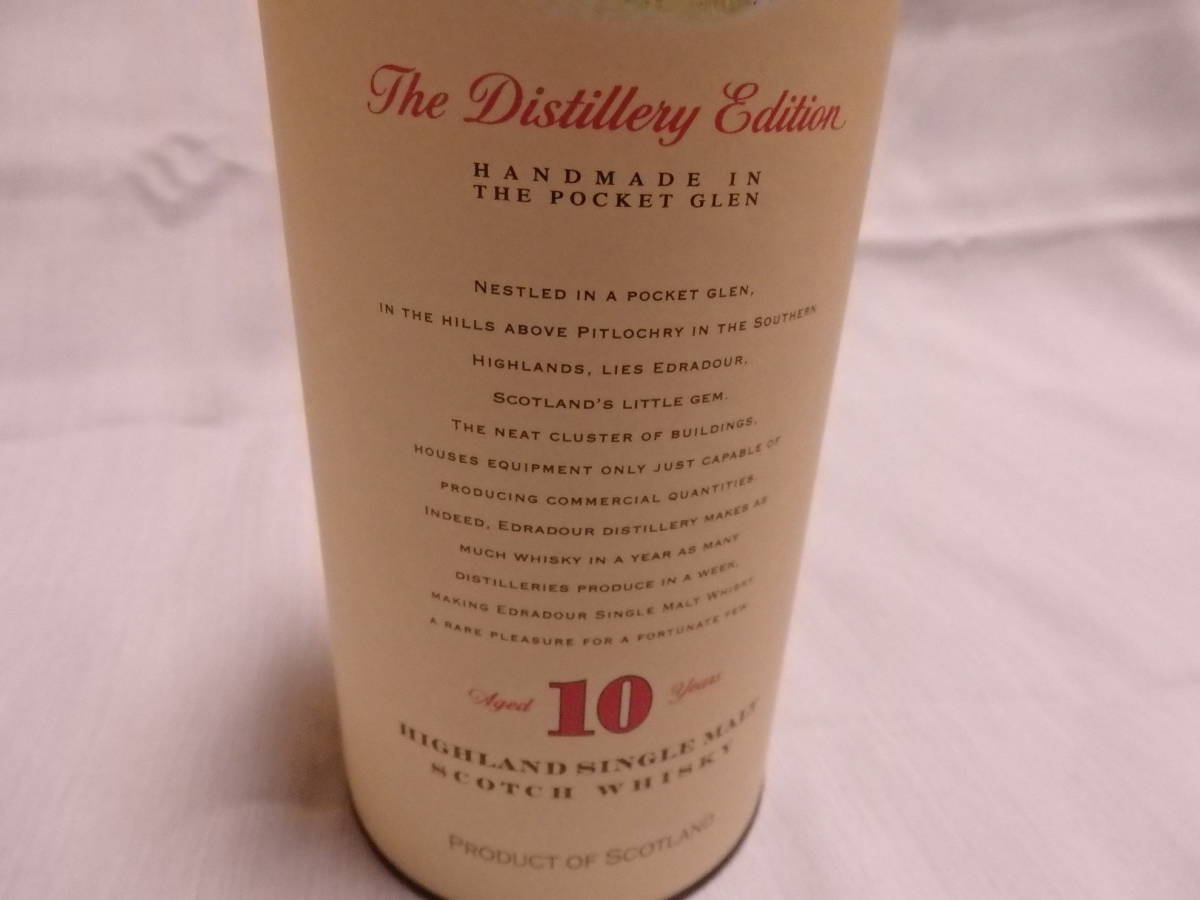 The Distillery Edition
HANDMADE IN
THE POCKET GLEN
NESTLED IN A POCKET GLEN,
IN THE HILLS ABOVE PITLOCHRY IN THE SOUTHERN
HIGHLANDS, LIES EDRADOUR,
SCOTLAND'S LITTLE GEM.
THE NEAT CLUSTER OF BUILDINGS,
HOUSES EQUIPMENT ONLY JUST CAPABLE OF
PRODUCING COMMERCIAL QUANTITIES.
INDEED, EDRADOUR DISTILLERY MAKES AS
MUCH WHISKY IN A YEAR AS MANY
DISTILLERIES PRODUCE IN A WEEK,
MAKING EDRADOUR SINGLE MALT WHISKY
A RARE PLEASURE FOR A FORTUNATE FEW
Aged 10 Years
HIGHLAND SINGLE MALT
SCOTCH WHISKY
PRODUCT OF SCOTLAND